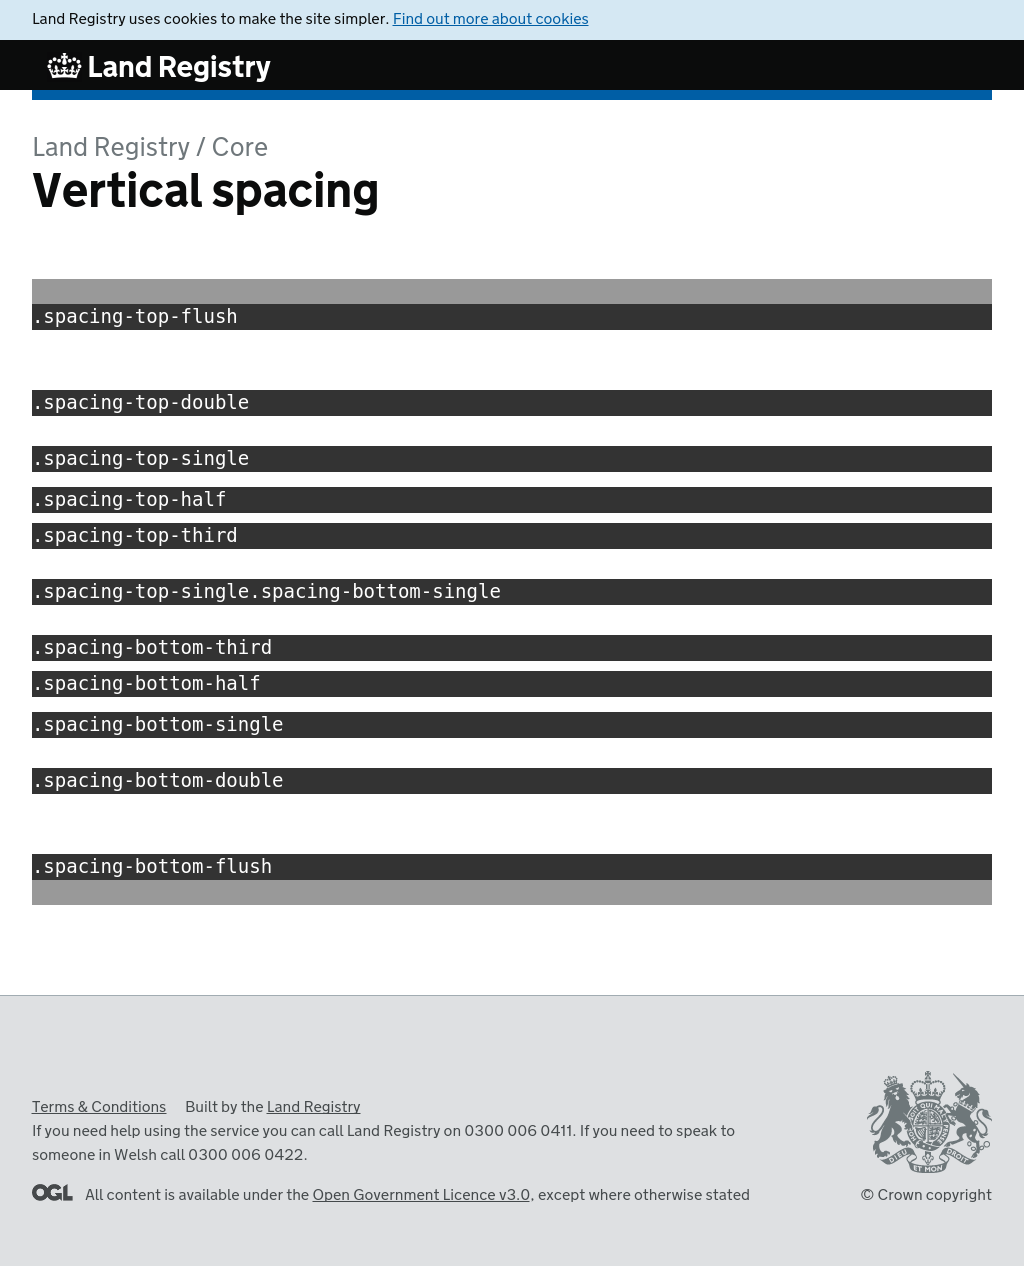 Land Registry uses cookies to make the site simpler. Find out more about cookies
Land Registry
Land Registry / Core
Vertical spacing
.spacing-top-flush
.spacing-top-double
.spacing-top-single
.spacing-top-half
.spacing-top-third
.spacing-top-single.spacing-bottom-single
.spacing-bottom-third
.spacing-bottom-half
.spacing-bottom-single
.spacing-bottom-double
.spacing-bottom-flush
Terms & Conditions Built by the Land Registry
If you need help using the service you can call Land Registry on 0300 006 0411. If you need to speak to
someone in Welsh call 0300 006 0422.
OGL All content is available under the Open Government Licence v3.0, except where otherwise stated
DIEU ET MON DROIT
© Crown copyright